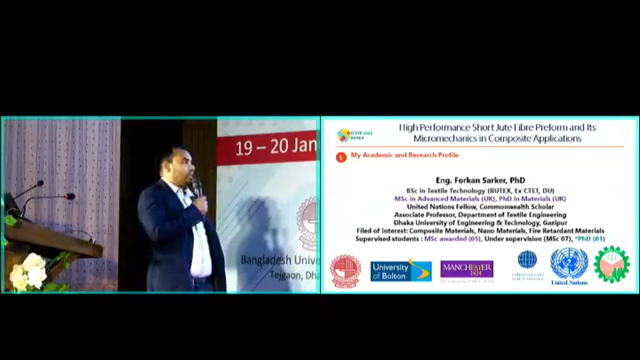 19 – 20 Jan
Bangladesh Unive
Tejgaon, Dha
High Performance Short Jute Fibre Preform and Its
Micromechanics in Composite Applications
1. My Academic and Research Profile
Eng. Forkan Sarker, PhD
BSc in Textile Technology (BUTEX, Ex CTET, DU)
MSc in Advanced Materials (UK), PhD in Materials (UK)
United Nations Fellow, Commonwealth Scholar
Associate Professor, Department of Textile Engineering
Dhaka University of Engineering & Technology, Gazipur
Filed of Interest: Composite Materials, Nano Materials, Fire Retardant Materials
Supervised students : MSc awarded (05), Under supervision (MSc 07), *PhD (01)
University
of Bolton
MANCHESTER
1824
United Nations